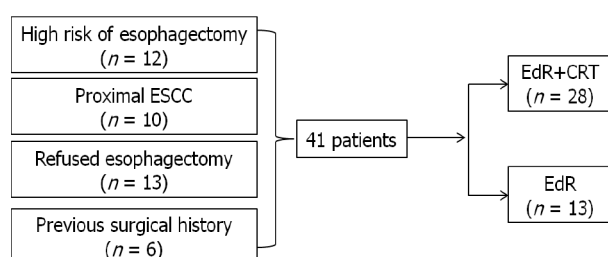 High risk of esophagectomy
(n = 12)
Proximal ESCC
(n = 10)
Refused esophagectomy
(n = 13)
Previous surgical history
(n = 6)
41 patients
EdR+CRT
(n = 28)
EdR
(n = 13)